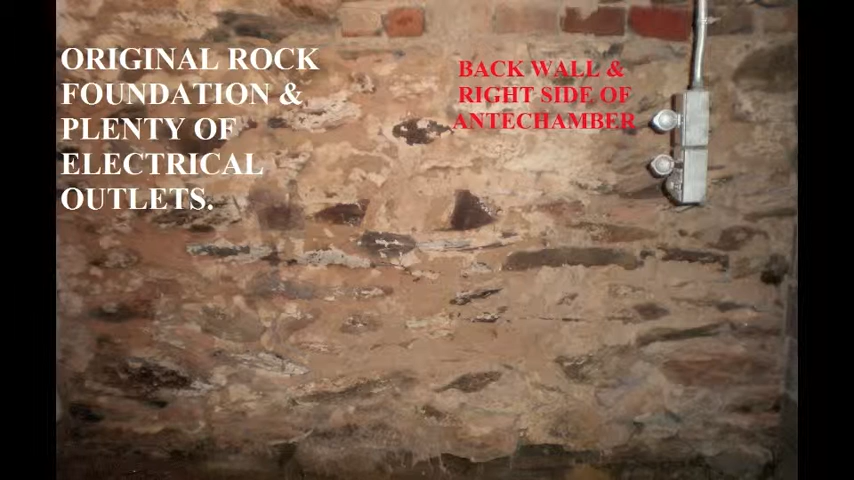 ORIGINAL ROCK
FOUNDATION &
PLENTY OF
ELECTRICAL
OUTLETS.
BACK WALL &
RIGHT SIDE OF
ANTECHAMBER